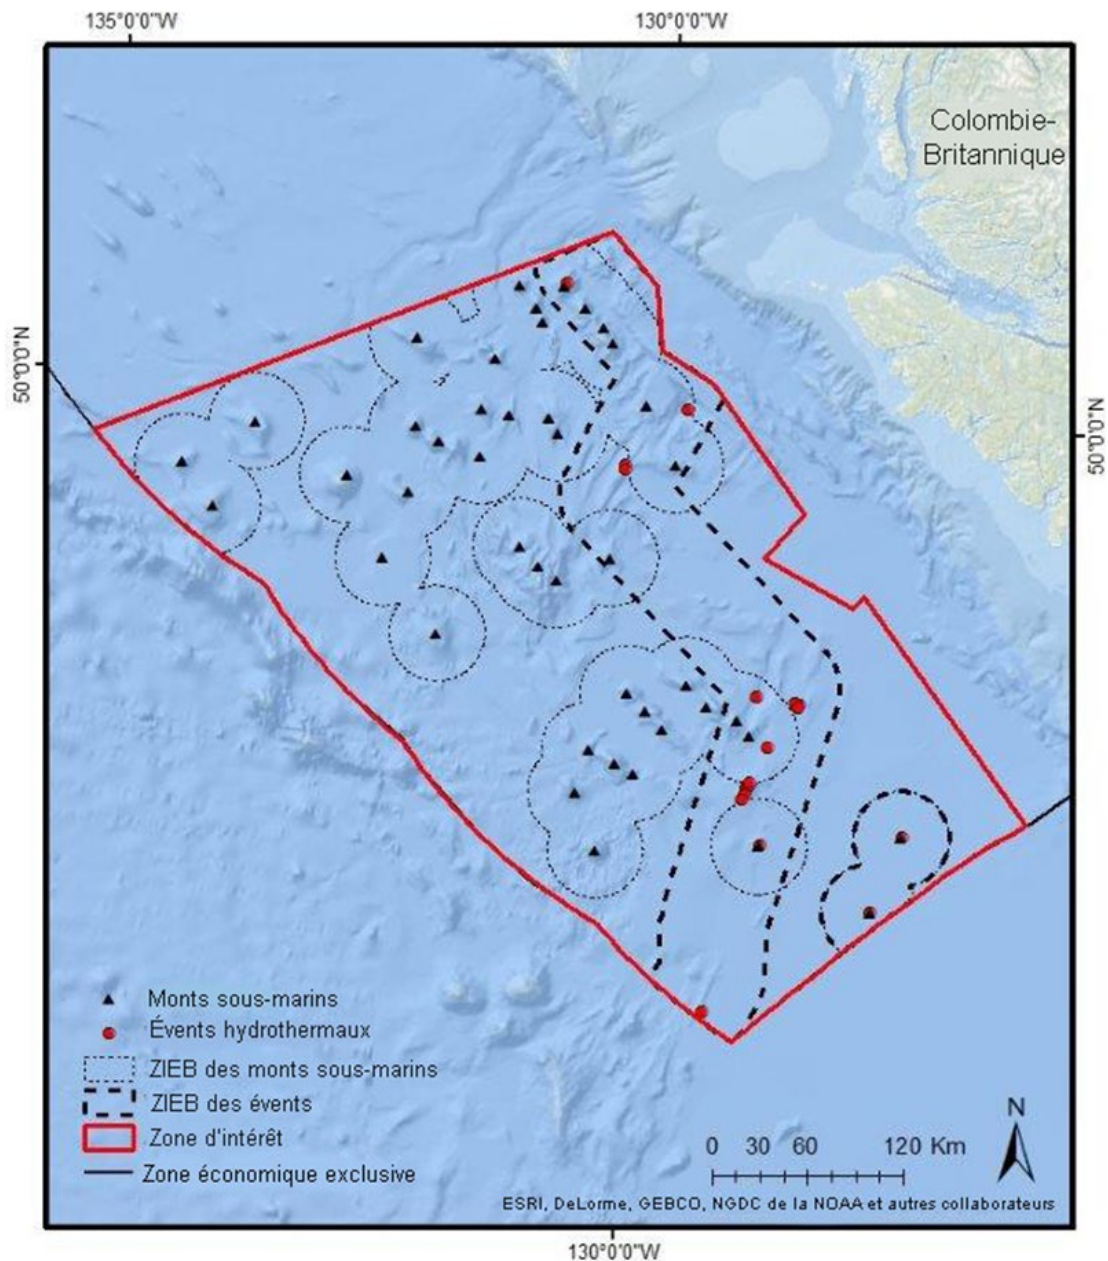 135°0'0"W
130°0'0"W
Colombie-
Britannique
50°0'0"N
50°0'0"N
Monts sous-marins
Évents hydrothermaux
ZIEB des monts sous-marins
ZIEB des évents
Zone d'intérêt
Zone économique exclusive
N
0 30 60 120 Km
ESRI, DeLorme, GEBCO, NGDC de la NOAA et autres collaborateurs
130°0'0"W